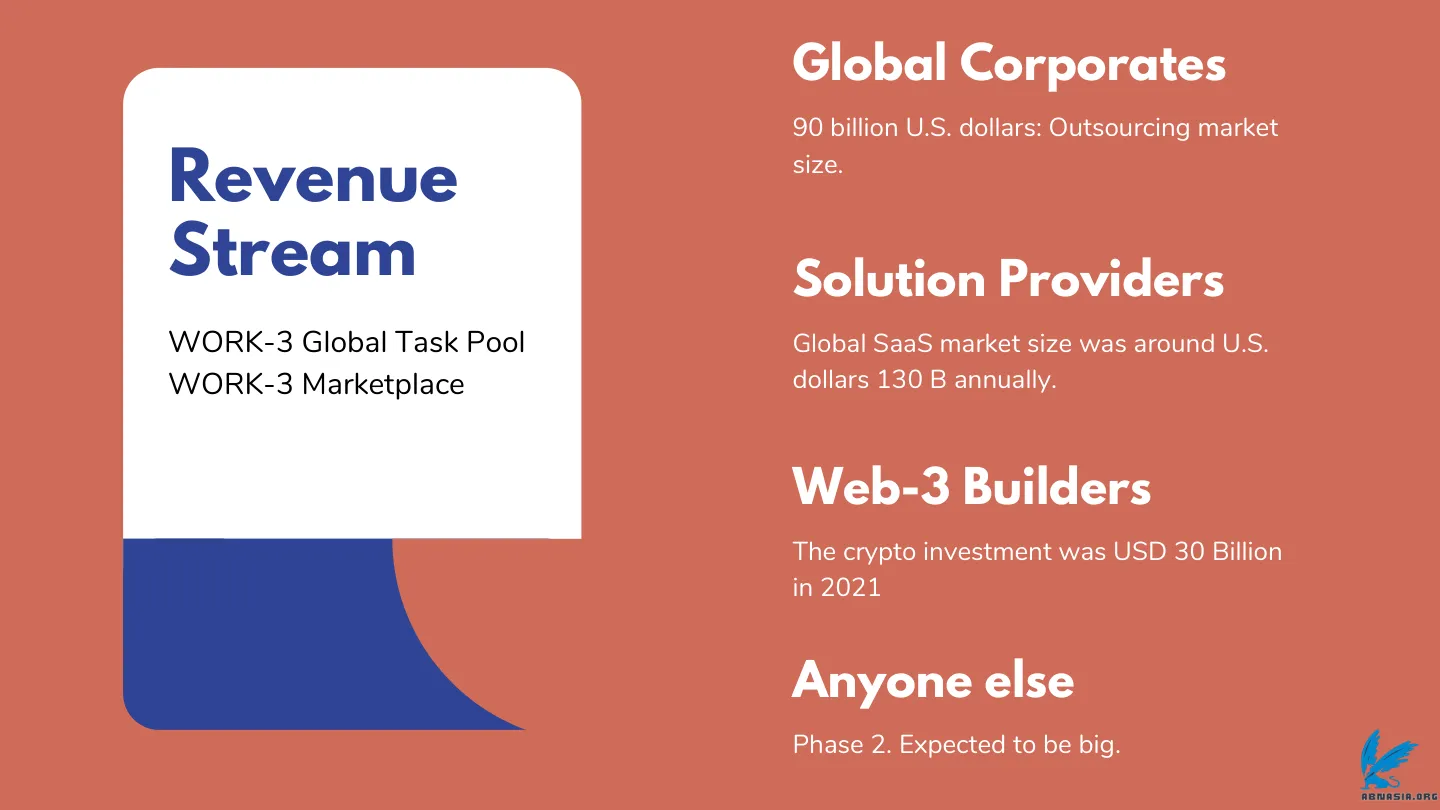 Revenue
Stream
WORK-3 Global Task Pool
WORK-3 Marketplace
Global Corporates
90 billion U.S. dollars: Outsourcing market
size.
Solution Providers
Global SaaS market size was around U.S.
dollars 130 B annually.
Web-3 Builders
The crypto investment was USD 30 Billion
in 2021
Anyone else
Phase 2. Expected to be big.
ABNASIA.ORG